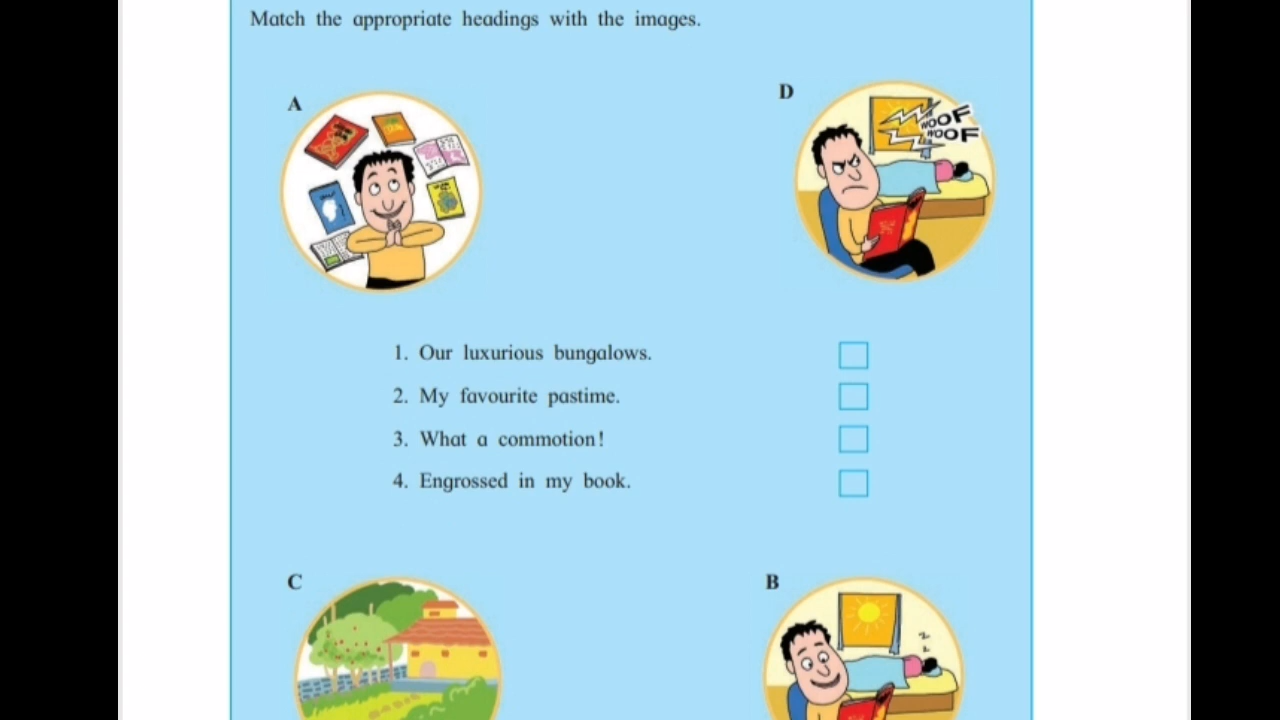 Match the appropriate headings with the images.
A
D
WOOF
WOOF
1. Our luxurious bungalows.
2. My favourite pastime.
3. What a commotion!
4. Engrossed in my book.
C
B
z
z